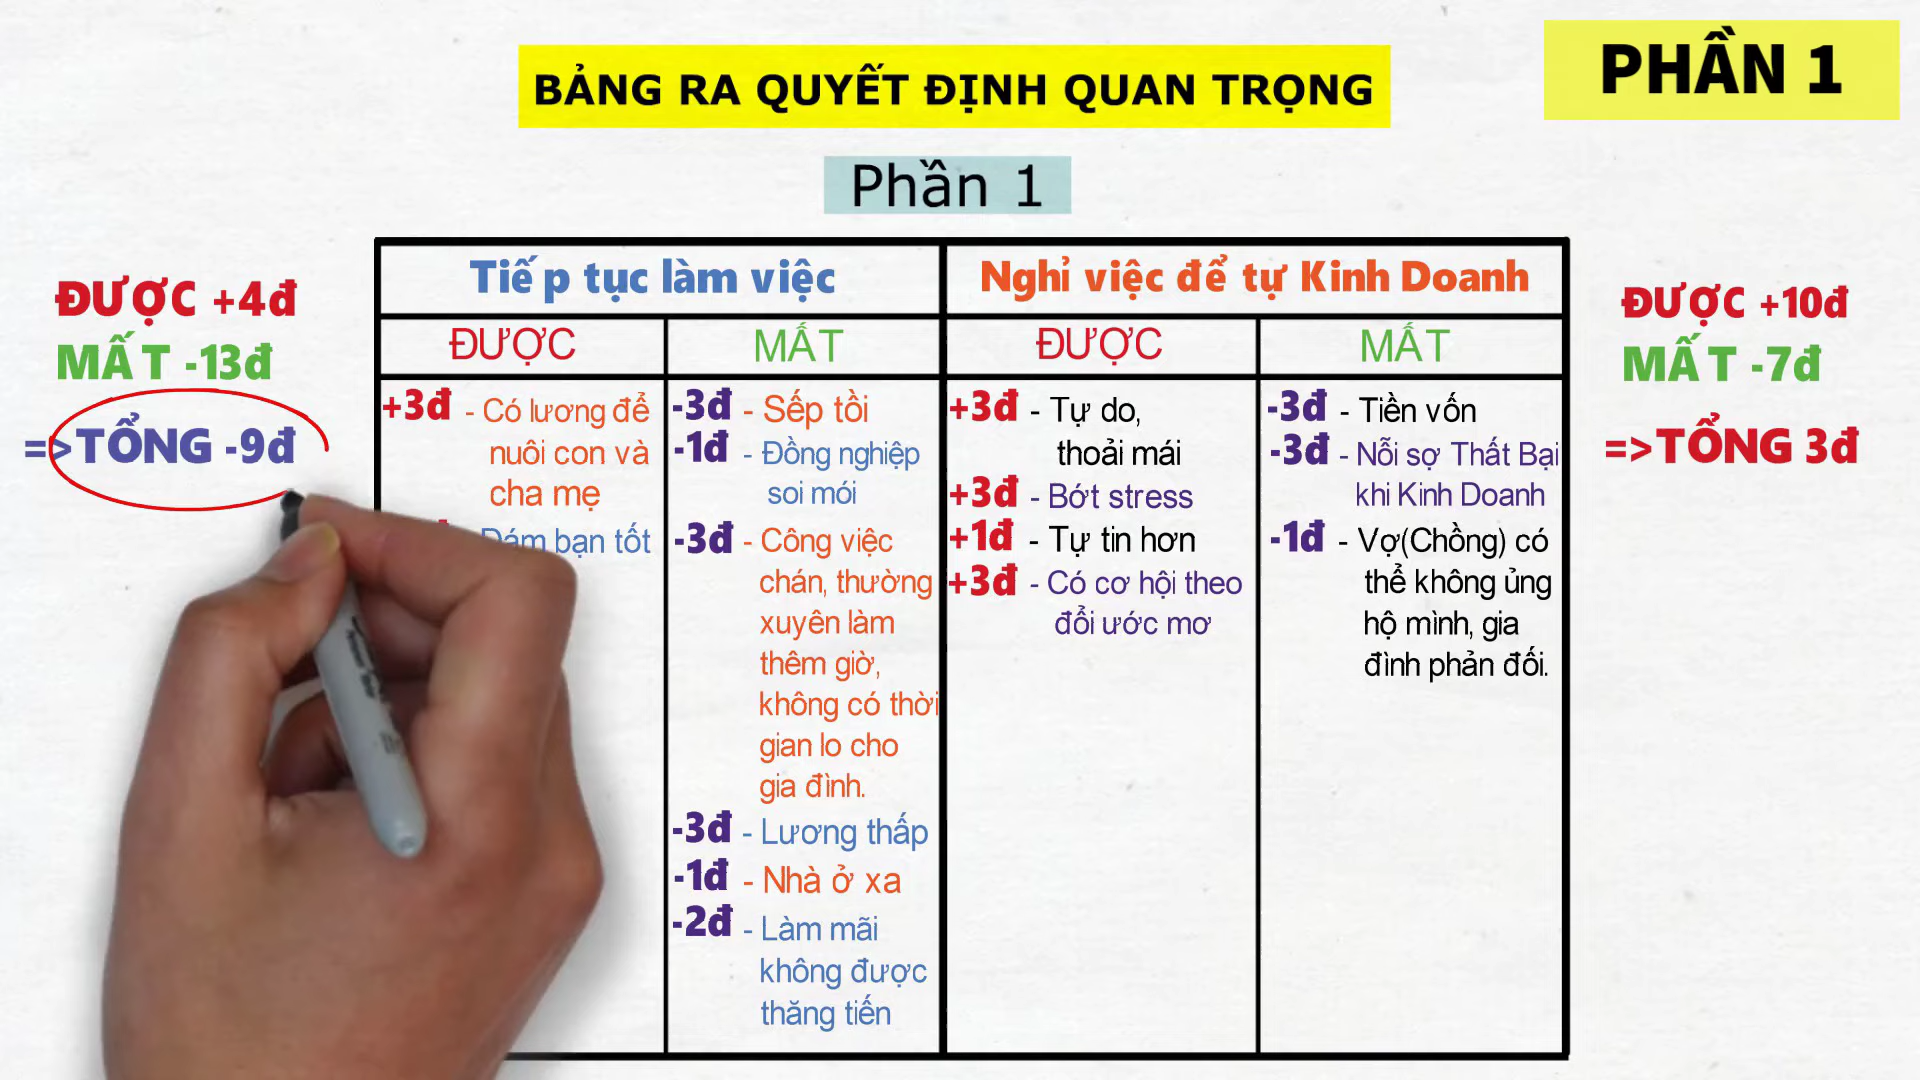 BẢNG RA QUYẾT ĐỊNH QUAN TRỌNG
PHẦN 1
Phần 1
Tiếp tục làm việc
Nghỉ việc để tự Kinh Doanh
ĐƯỢC
MẤT
ĐƯỢC
MẤT
ĐƯỢC +4đ
MẤT -13đ
=>TỔNG -9đ
+3đ - Có lương để
nuôi con và
cha mẹ
- Đám bạn tốt
-3đ - Sếp tồi
-1đ - Đồng nghiệp
soi mói
-3đ - Công việc
chán, thường
xuyên làm
thêm giờ,
không có thời
gian lo cho
gia đình.
-3đ - Lương thấp
-1đ - Nhà ở xa
-2đ - Làm mãi
không được
thăng tiến
+3đ - Tự do,
thoải mái
+3đ - Bớt stress
+1đ - Tự tin hơn
+3đ - Có cơ hội theo
đổi ước mơ
-3đ - Tiền vốn
-3đ - Nỗi sợ Thất Bại
khi Kinh Doanh
-1đ - Vợ(Chồng) có
thể không ủng
hộ mình, gia
đình phản đối.
ĐƯỢC +10đ
MẤT -7đ
=>TỔNG 3đ